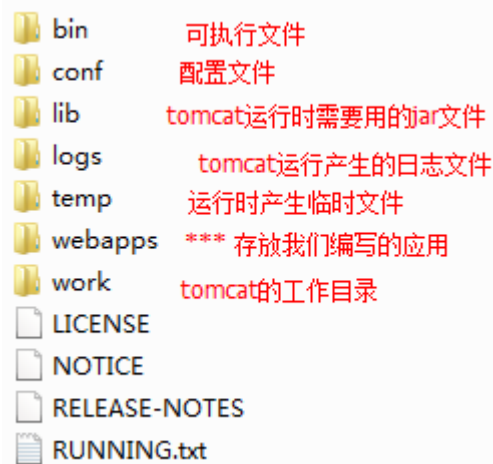 bin 可执行文件
conf 配置文件
lib tomcat运行时需要用的jar文件
logs tomcat运行产生的日志文件
temp 运行时产生临时文件
webapps *** 存放我们编写的应用
work tomcat的工作目录
LICENSE
NOTICE
RELEASE-NOTES
RUNNING.txt